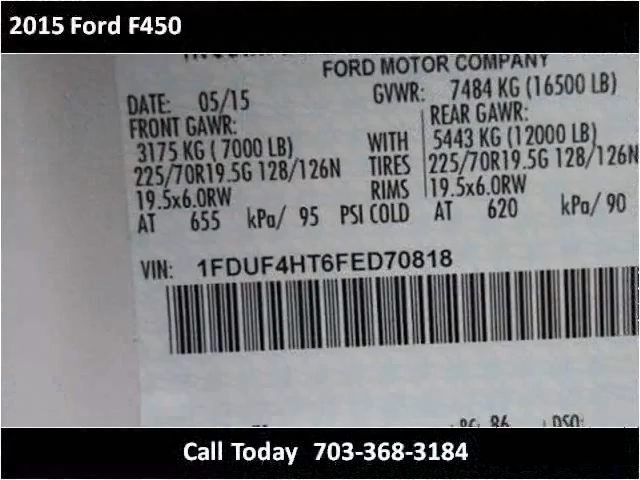 2015 Ford F450
FORD MOTOR COMPANY
DATE: 05/15
GVWR: 7484 KG (16500 LB)
FRONT GAWR:
3175 KG ( 7000 LB)
225/70R19.5G 128/126N
19.5x6.0RW
AT 655 kPa/ 95 PSI COLD
WITH
TIRES
RIMS
REAR GAWR:
5443 KG (12000 LB)
225/70R19.5G 128/126N
19.5x6.0RW
AT 620 kPa/ 90
VIN: 1FDUF4HT6FED70818
DSO:
Call Today 703-368-3184